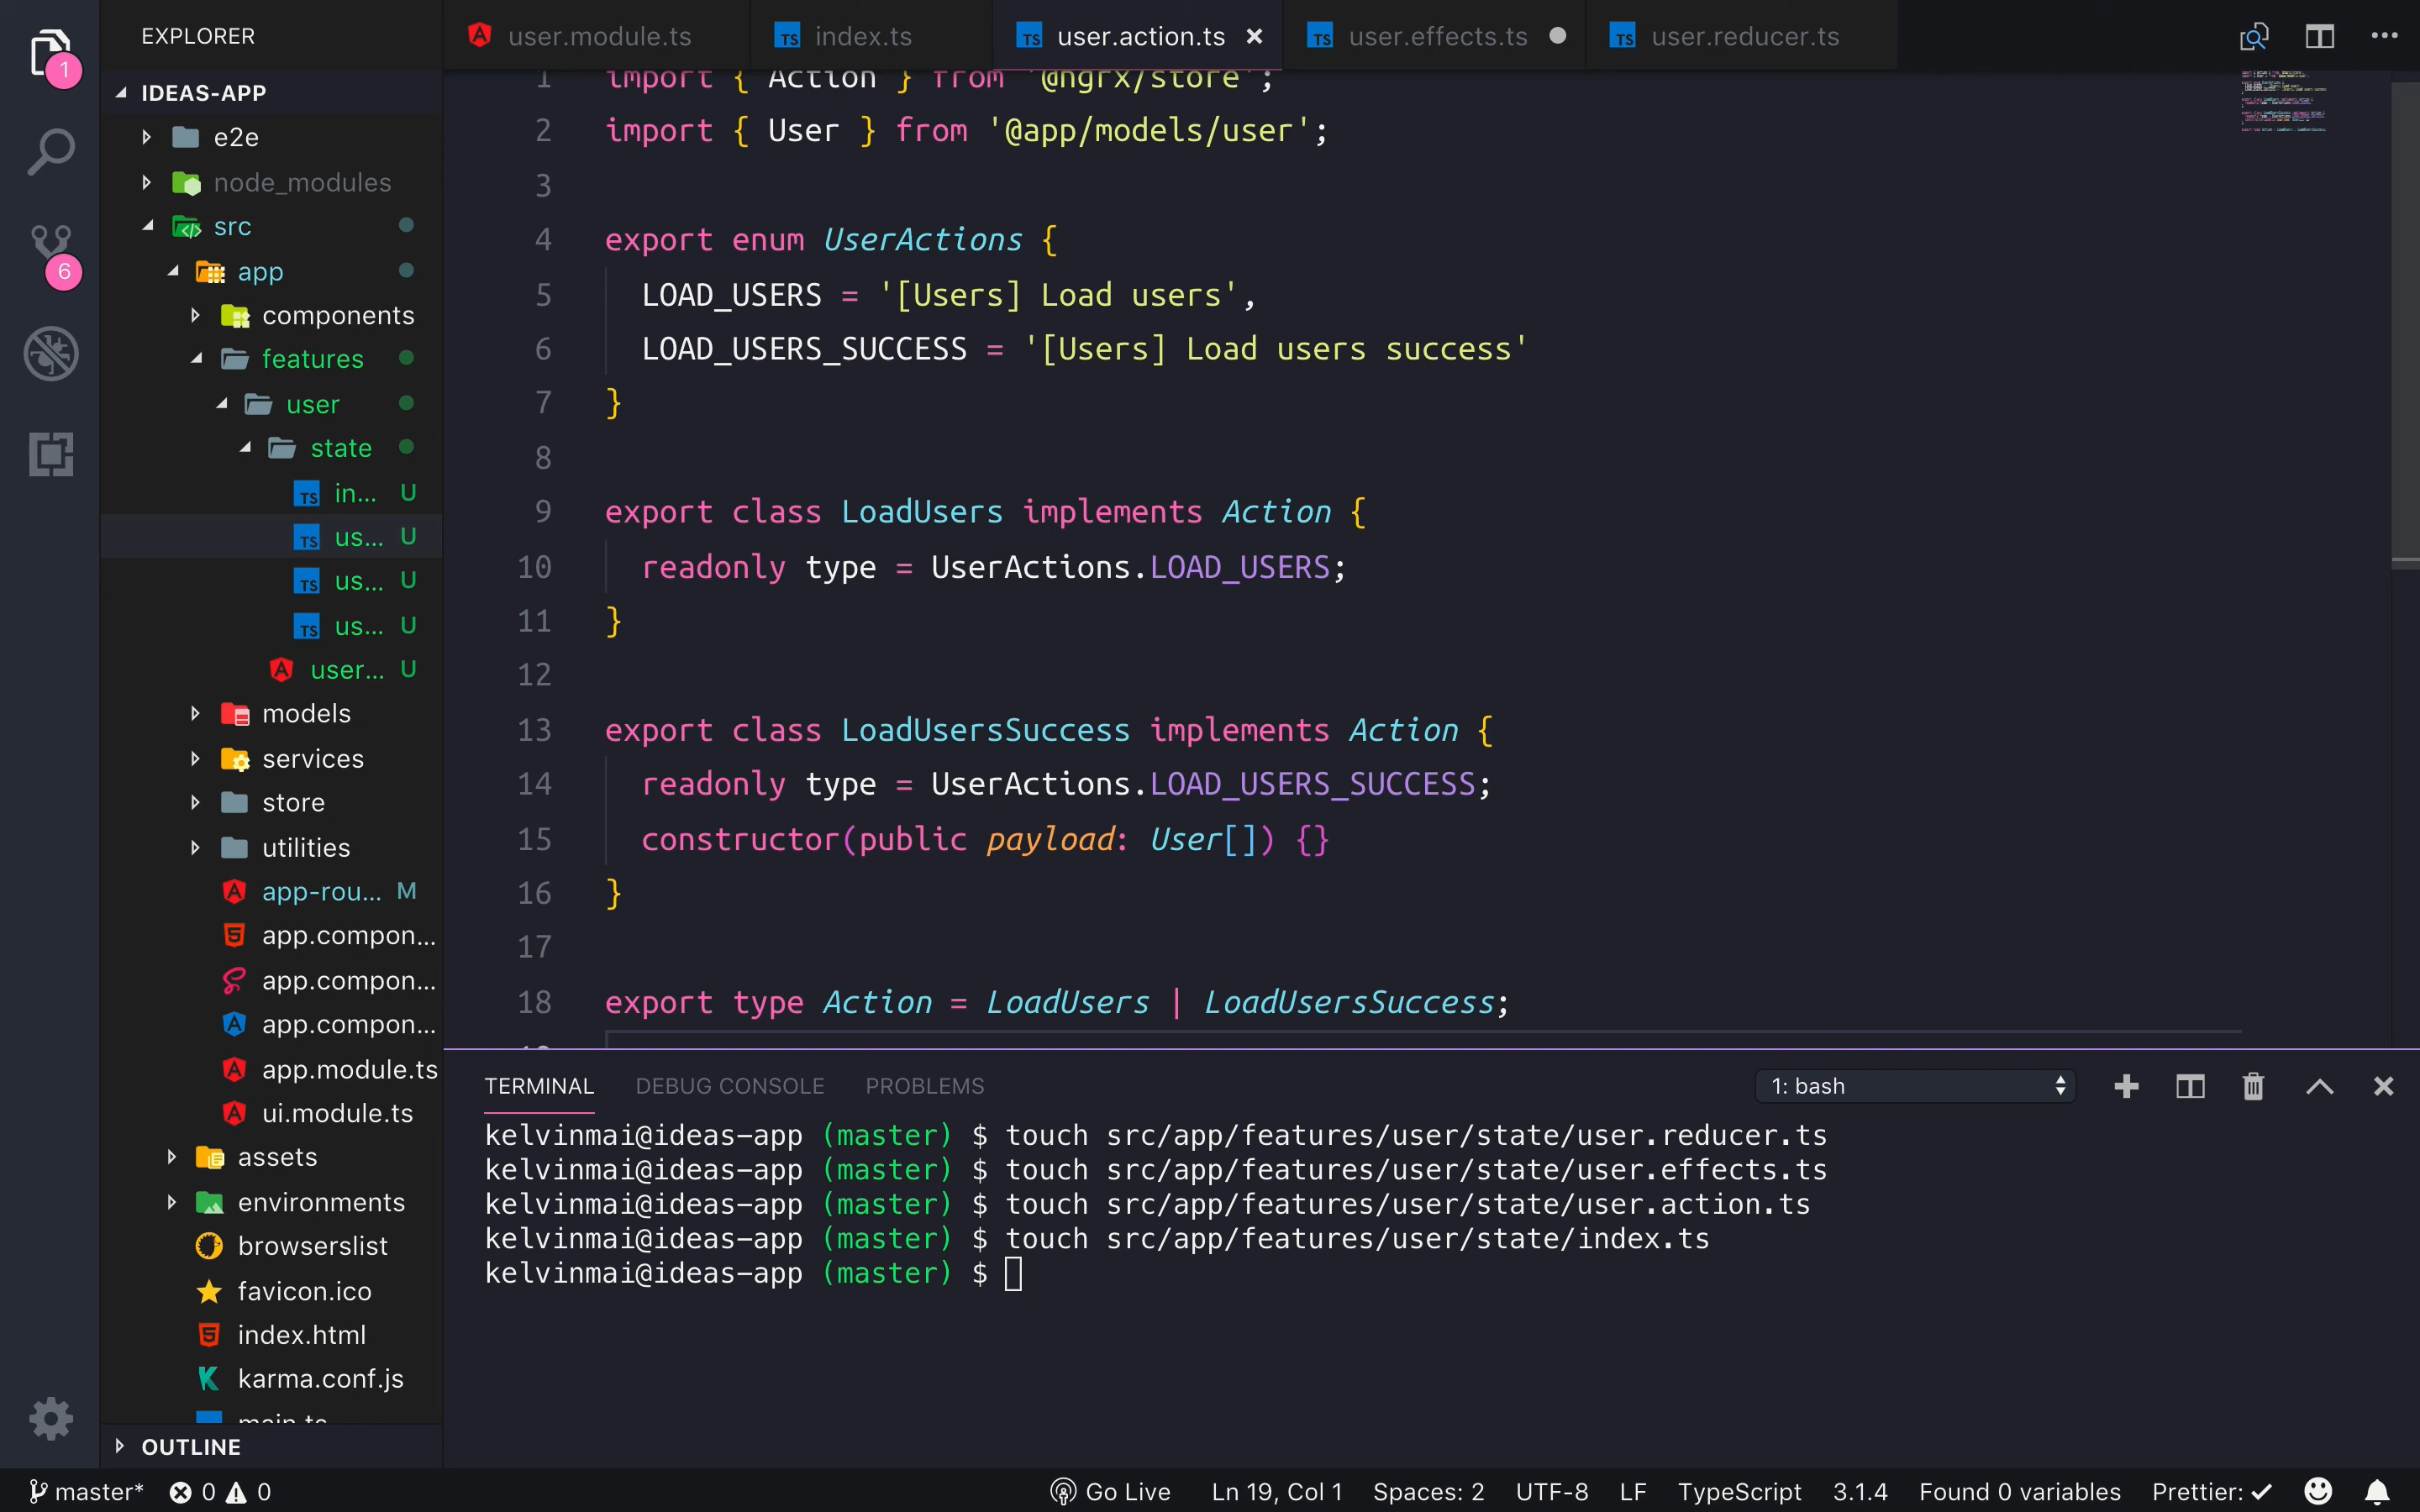 EXPLORER
user.module.ts
index.ts
user.action.ts
user.effects.ts
user.reducer.ts
1
6
IDEAS-APP
e2e
node_modules
src
app
components
features
user
state
in... U
us... U
us... U
us... U
user... U
models
services
store
utilities
app-rou... M
app.compon...
app.compon...
app.compon...
app.module.ts
ui.module.ts
assets
environments
browserslist
favicon.ico
index.html
karma.conf.js
main.ts
OUTLINE
1 import { Action } from '@ngrx/store';
2 import { User } from '@app/models/user';
3
4 export enum UserActions {
5 LOAD_USERS = '[Users] Load users',
6 LOAD_USERS_SUCCESS = '[Users] Load users success'
7 }
8
9 export class LoadUsers implements Action {
10 readonly type = UserActions.LOAD_USERS;
11 }
12
13 export class LoadUsersSuccess implements Action {
14 readonly type = UserActions.LOAD_USERS_SUCCESS;
15 constructor(public payload: User[]) {}
16 }
17
18 export type Action = LoadUsers | LoadUsersSuccess;
TERMINAL DEBUG CONSOLE PROBLEMS 1: bash
kelvinmai@ideas-app (master) $ touch src/app/features/user/state/user.reducer.ts
kelvinmai@ideas-app (master) $ touch src/app/features/user/state/user.effects.ts
kelvinmai@ideas-app (master) $ touch src/app/features/user/state/user.action.ts
kelvinmai@ideas-app (master) $ touch src/app/features/user/state/index.ts
kelvinmai@ideas-app (master) $
master* 0 0 Go Live Ln 19, Col 1 Spaces: 2 UTF-8 LF TypeScript 3.1.4 Found 0 variables Prettier: ✓